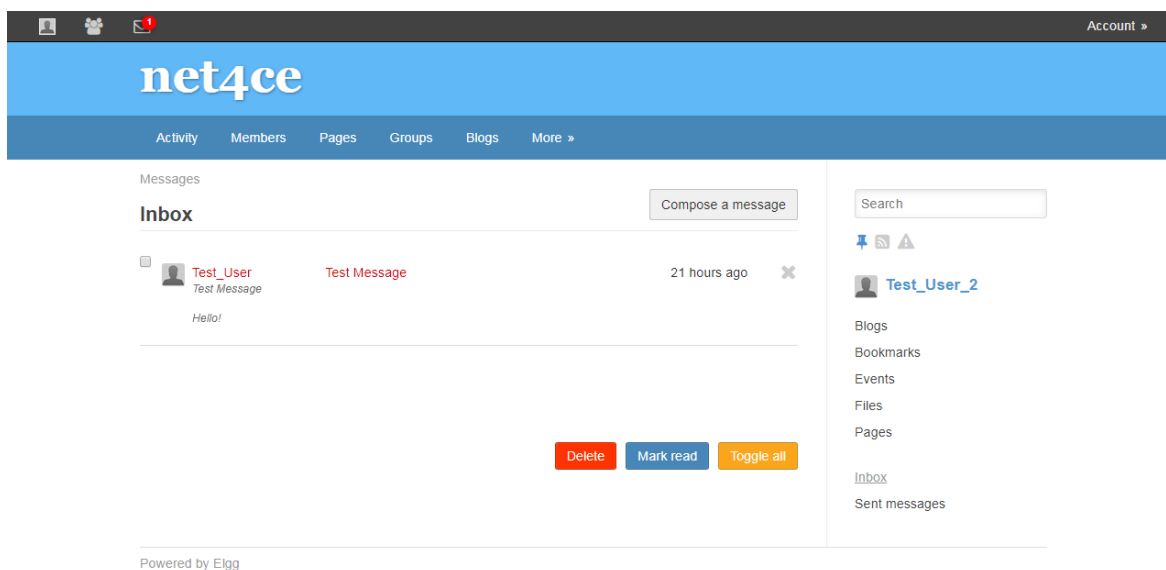 1
Account »
net4ce
Activity Members Pages Groups Blogs More »
Messages
Inbox
Compose a message
Test_User Test Message 21 hours ago
Test Message
Hello!
Delete Mark read Toggle all
Search
Test_User_2
Blogs
Bookmarks
Events
Files
Pages
Inbox
Sent messages
Powered by Elgg